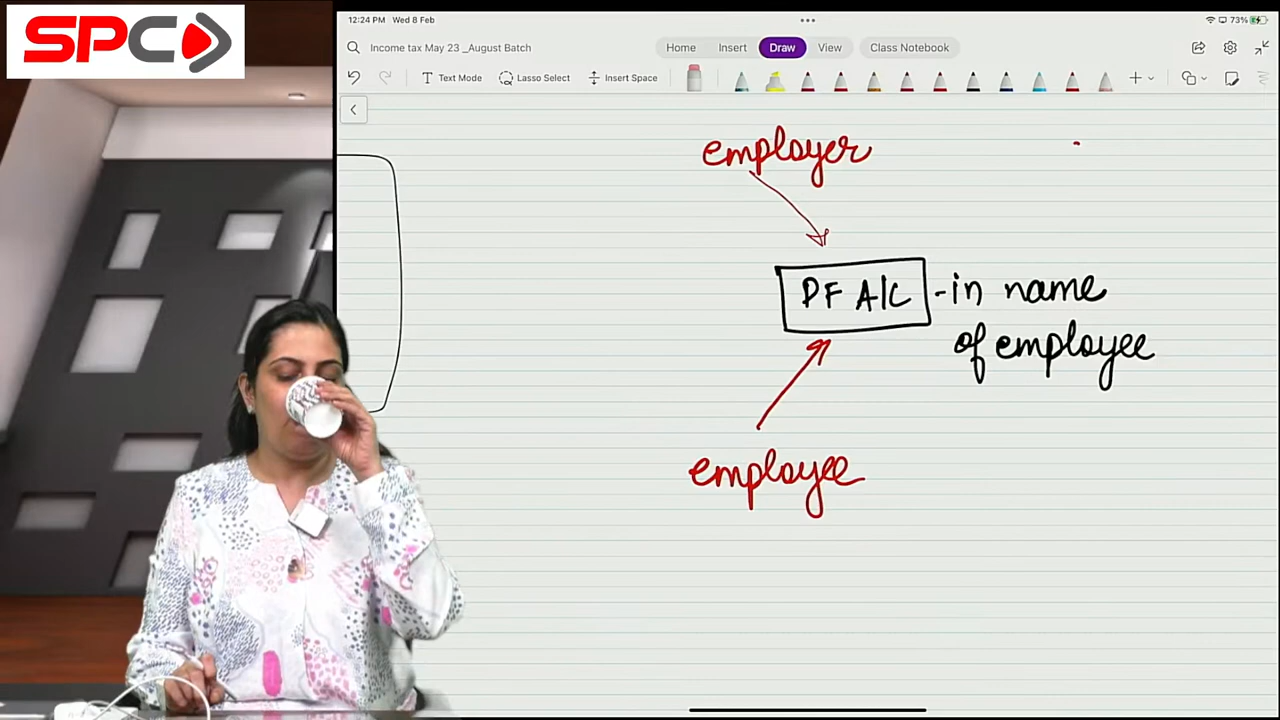 SPC
12:24 PM Wed 8 Feb
73%
Income tax May 23 _August Batch
Home Insert Draw View Class Notebook
Text Mode Lasso Select Insert Space
employer
PF A/C - in name
of employee
employee